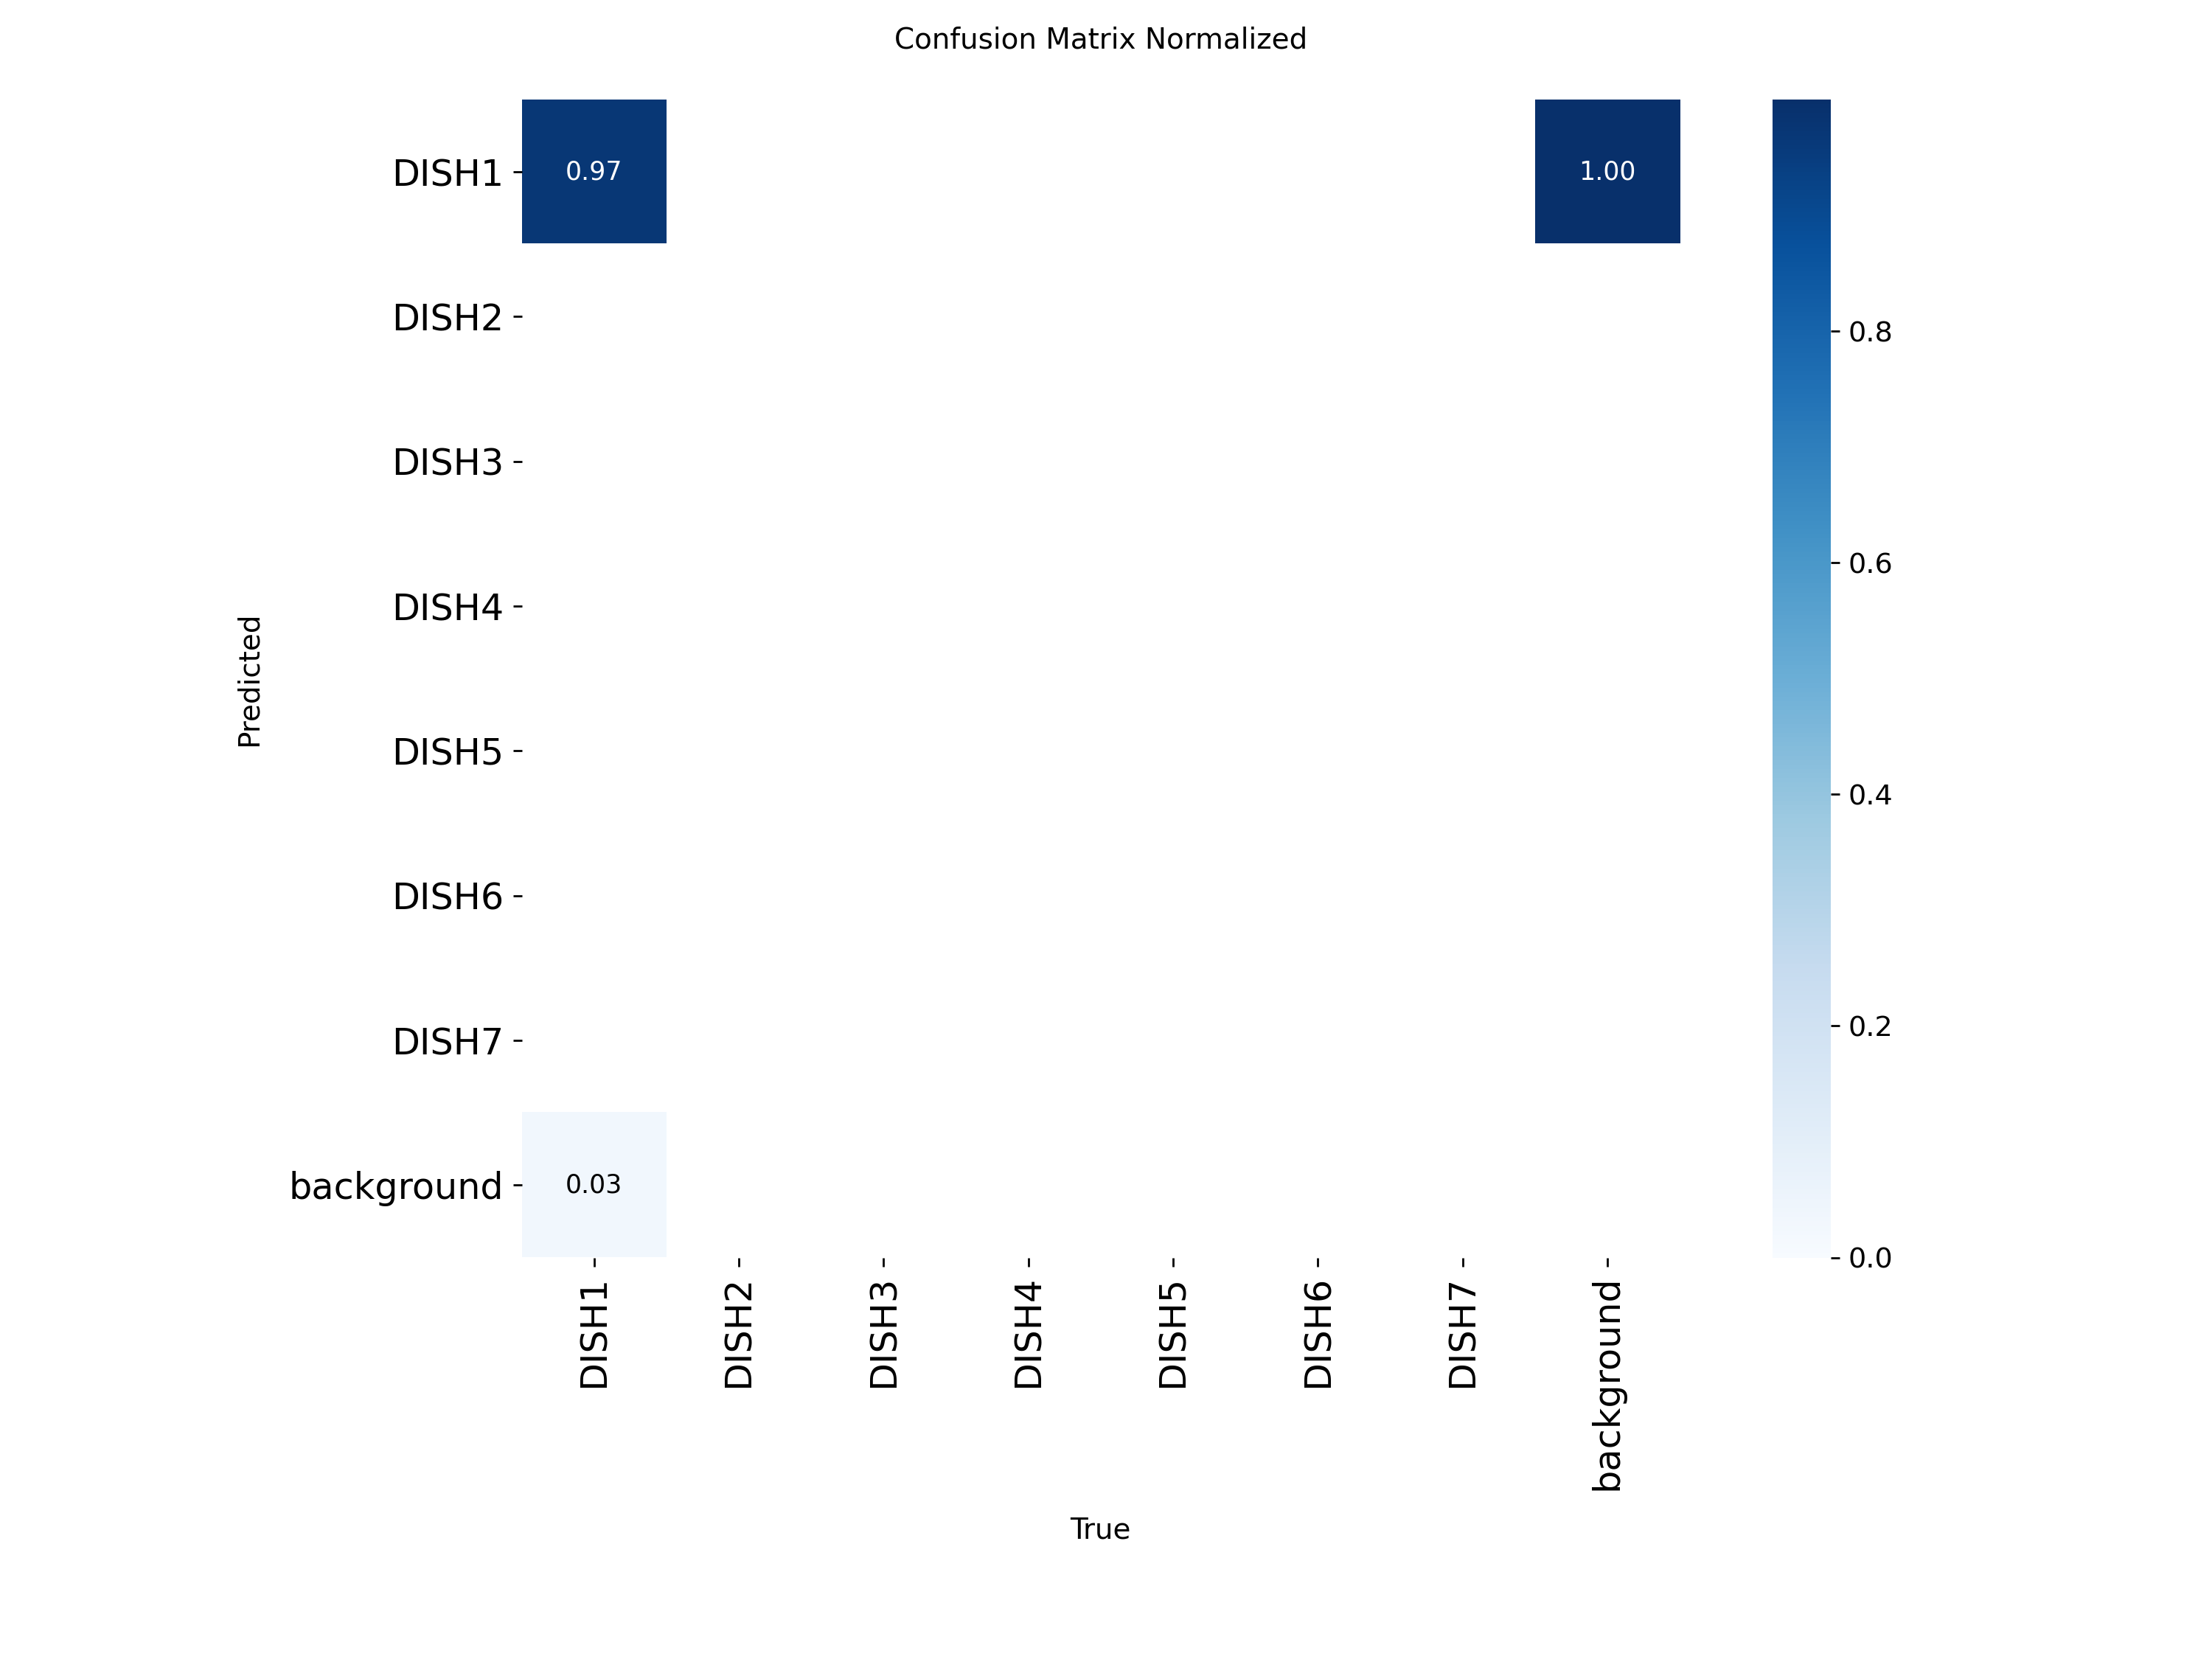 Confusion Matrix Normalized
DISH1
0.97
1.00
DISH2
DISH3
DISH4
DISH5
DISH6
DISH7
background
0.03
Predicted
0.8
0.6
0.4
0.2
0.0
DISH1
DISH2
DISH3
DISH4
DISH5
DISH6
DISH7
background
True